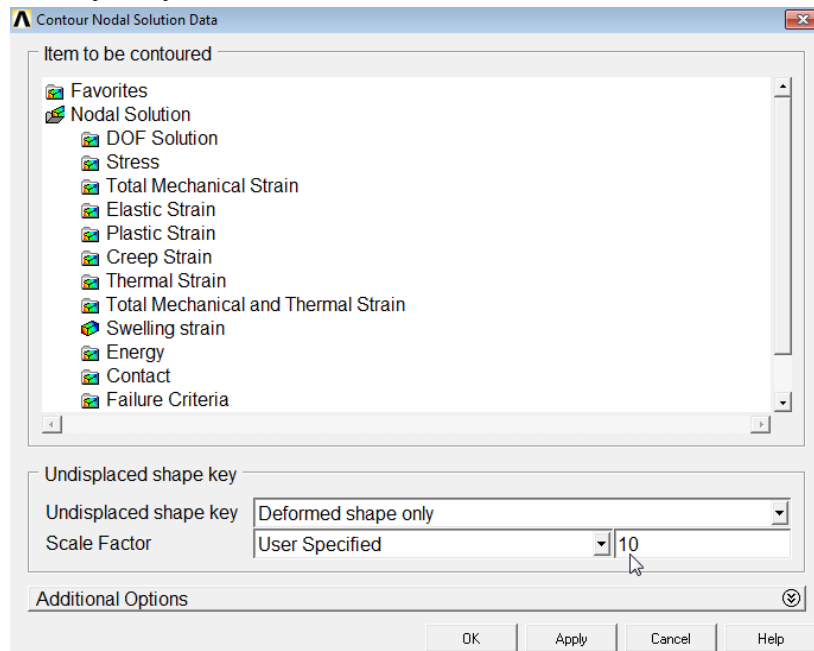 Contour Nodal Solution Data
Item to be contoured
Favorites
Nodal Solution
DOF Solution
Stress
Total Mechanical Strain
Elastic Strain
Plastic Strain
Creep Strain
Thermal Strain
Total Mechanical and Thermal Strain
Swelling strain
Energy
Contact
Failure Criteria
Undisplaced shape key
Undisplaced shape key Deformed shape only
Scale Factor User Specified 10
Additional Options
OK Apply Cancel Help